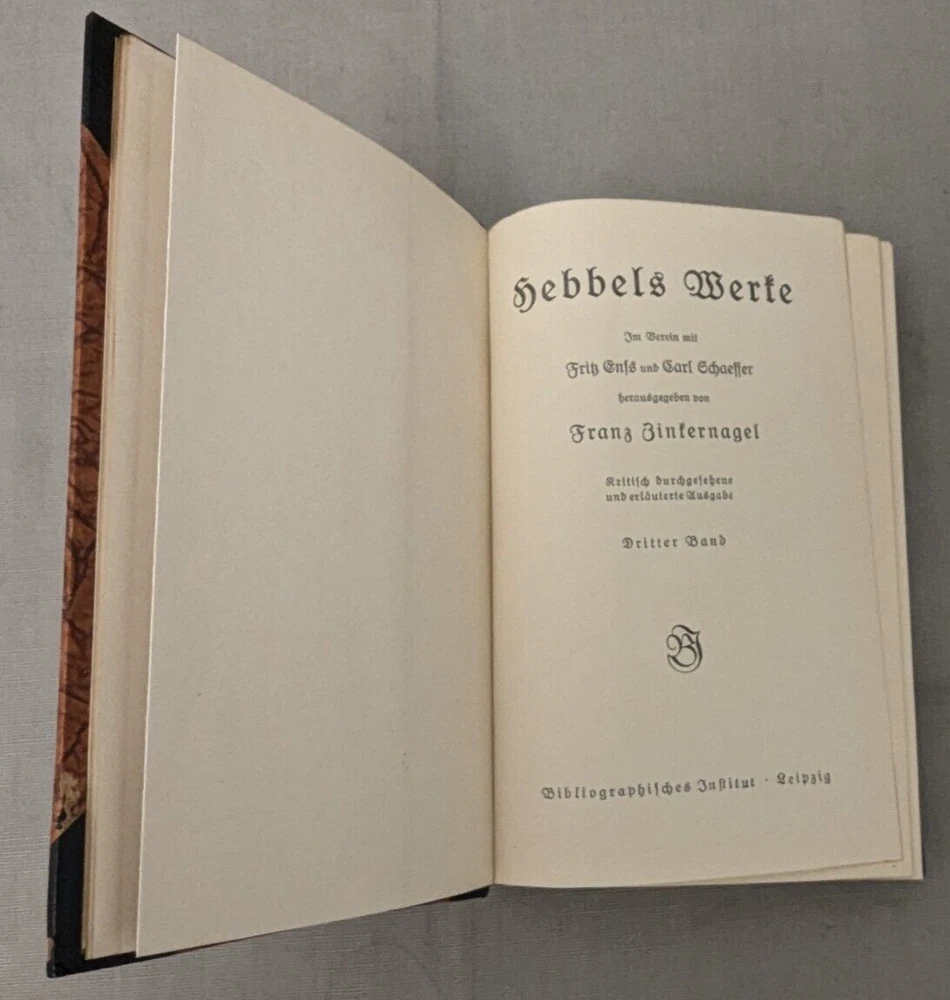 Hebbels Werke
Im Verein mit
Fritz Enß und Carl Schaeffer
herausgegeben von
Franz Zinkernagel
Kritisch durchgesehene
und erläuterte Ausgabe
Dritter Band
BI
Bibliographisches Institut · Leipzig